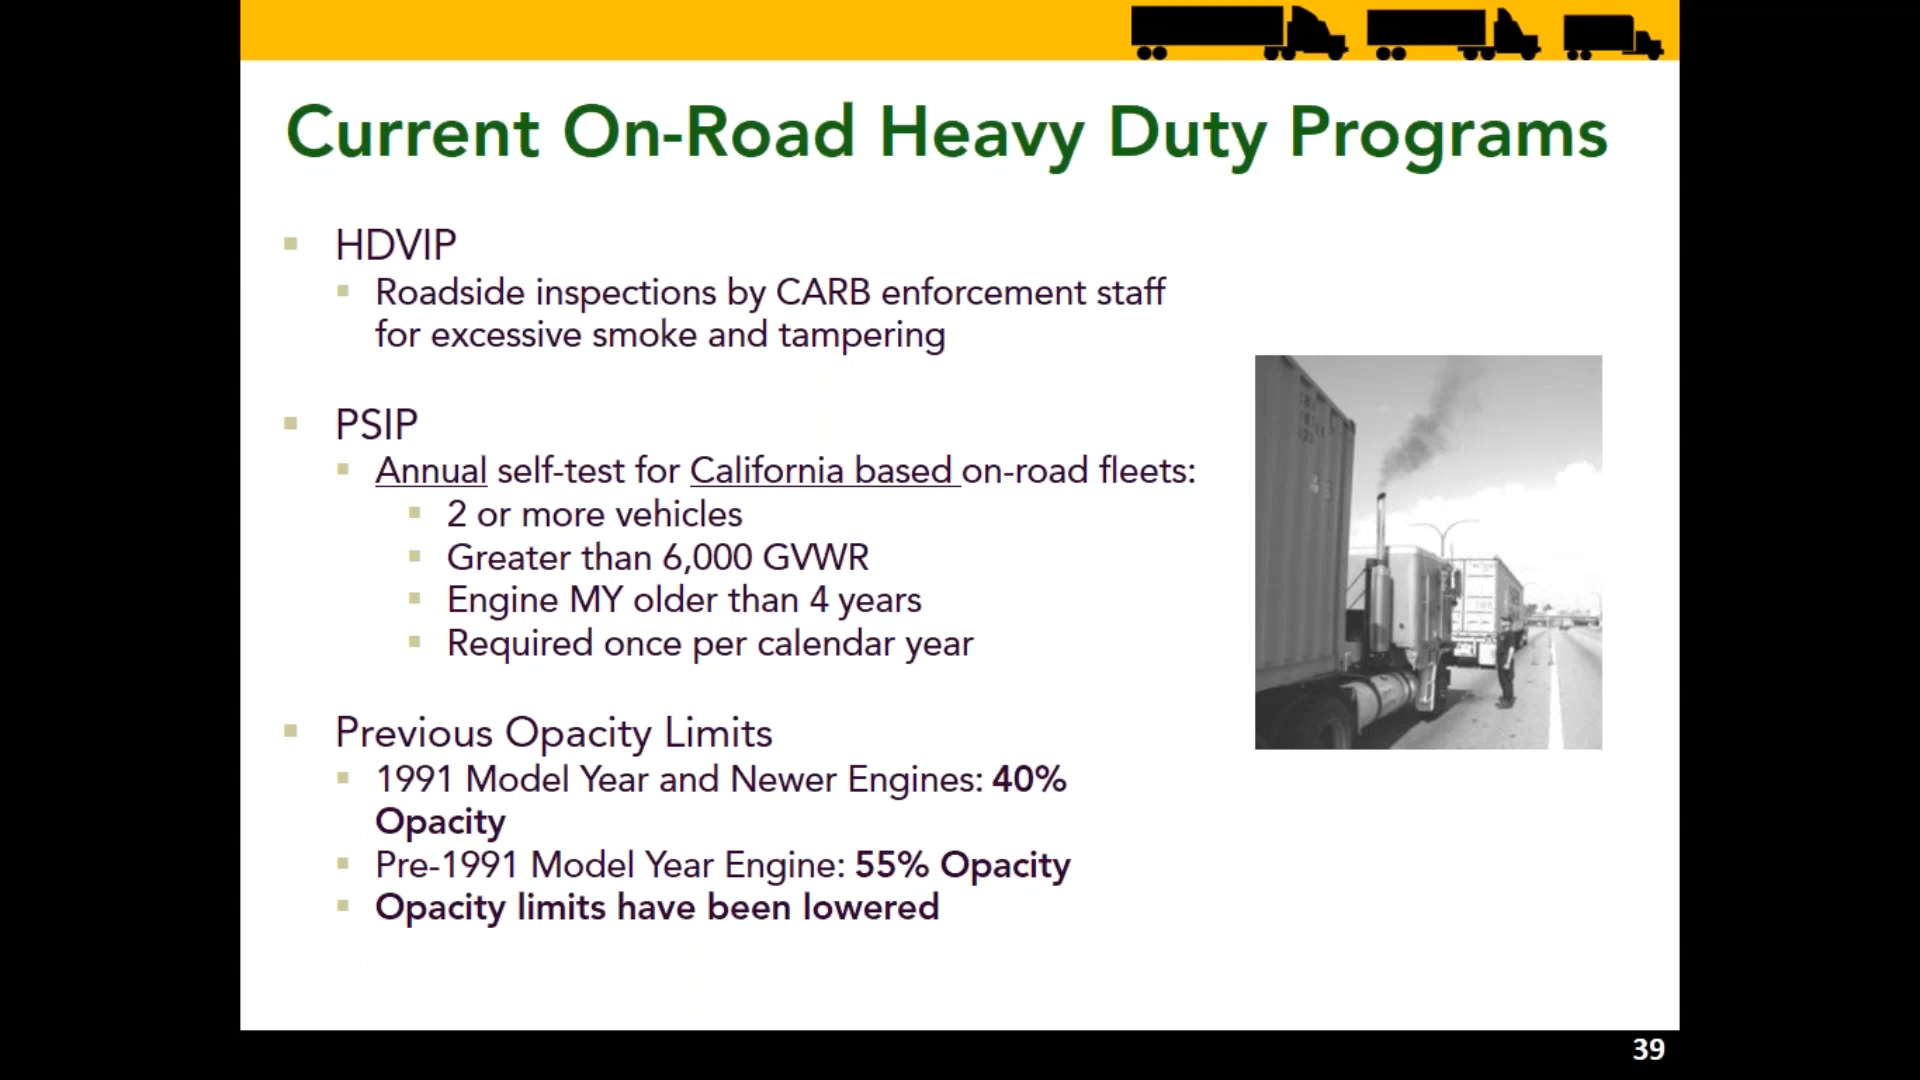 Current On-Road Heavy Duty Programs
HDVIP
Roadside inspections by CARB enforcement staff
for excessive smoke and tampering
PSIP
Annual self-test for California based on-road fleets:
2 or more vehicles
Greater than 6,000 GVWR
Engine MY older than 4 years
Required once per calendar year
Previous Opacity Limits
1991 Model Year and Newer Engines: 40%
Opacity
Pre-1991 Model Year Engine: 55% Opacity
Opacity limits have been lowered
39